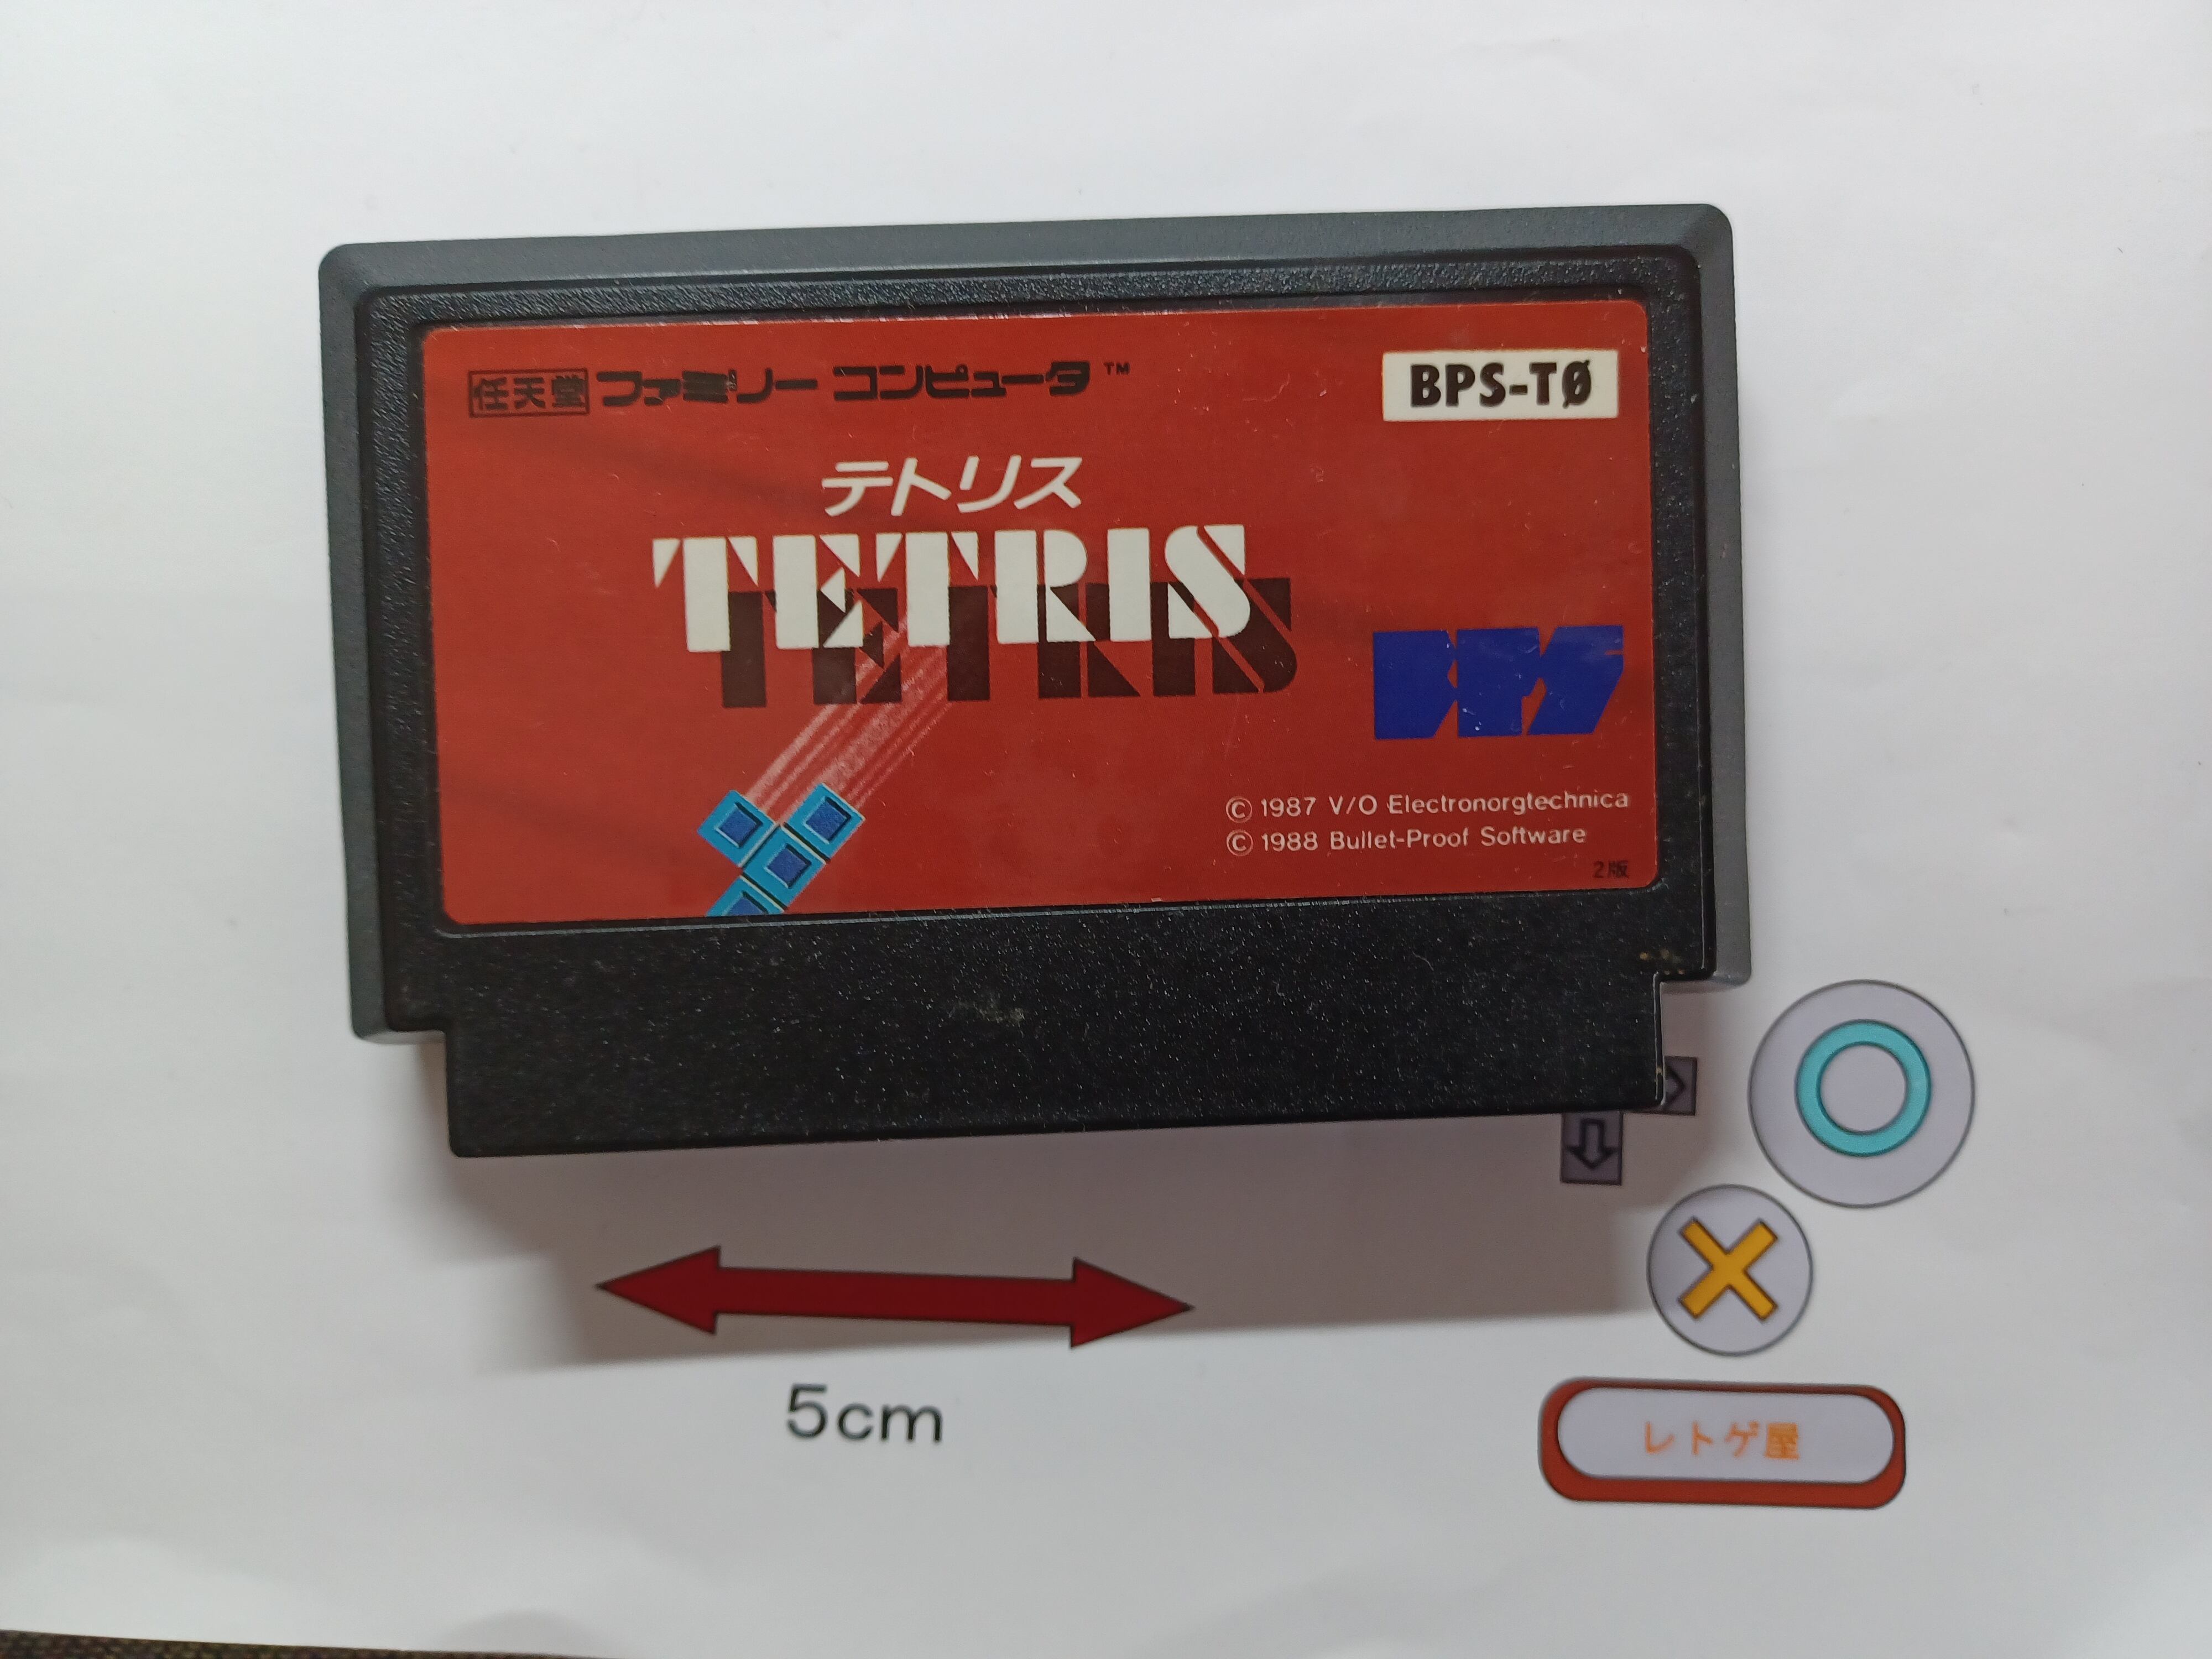 任天堂 ファミリーコンピュータ™
BPS-TØ
テトリス
TETRIS
BPS
© 1987 V/O Electronorgtechnica
© 1988 Bullet-Proof Software
2版
5cm
レトゲ屋